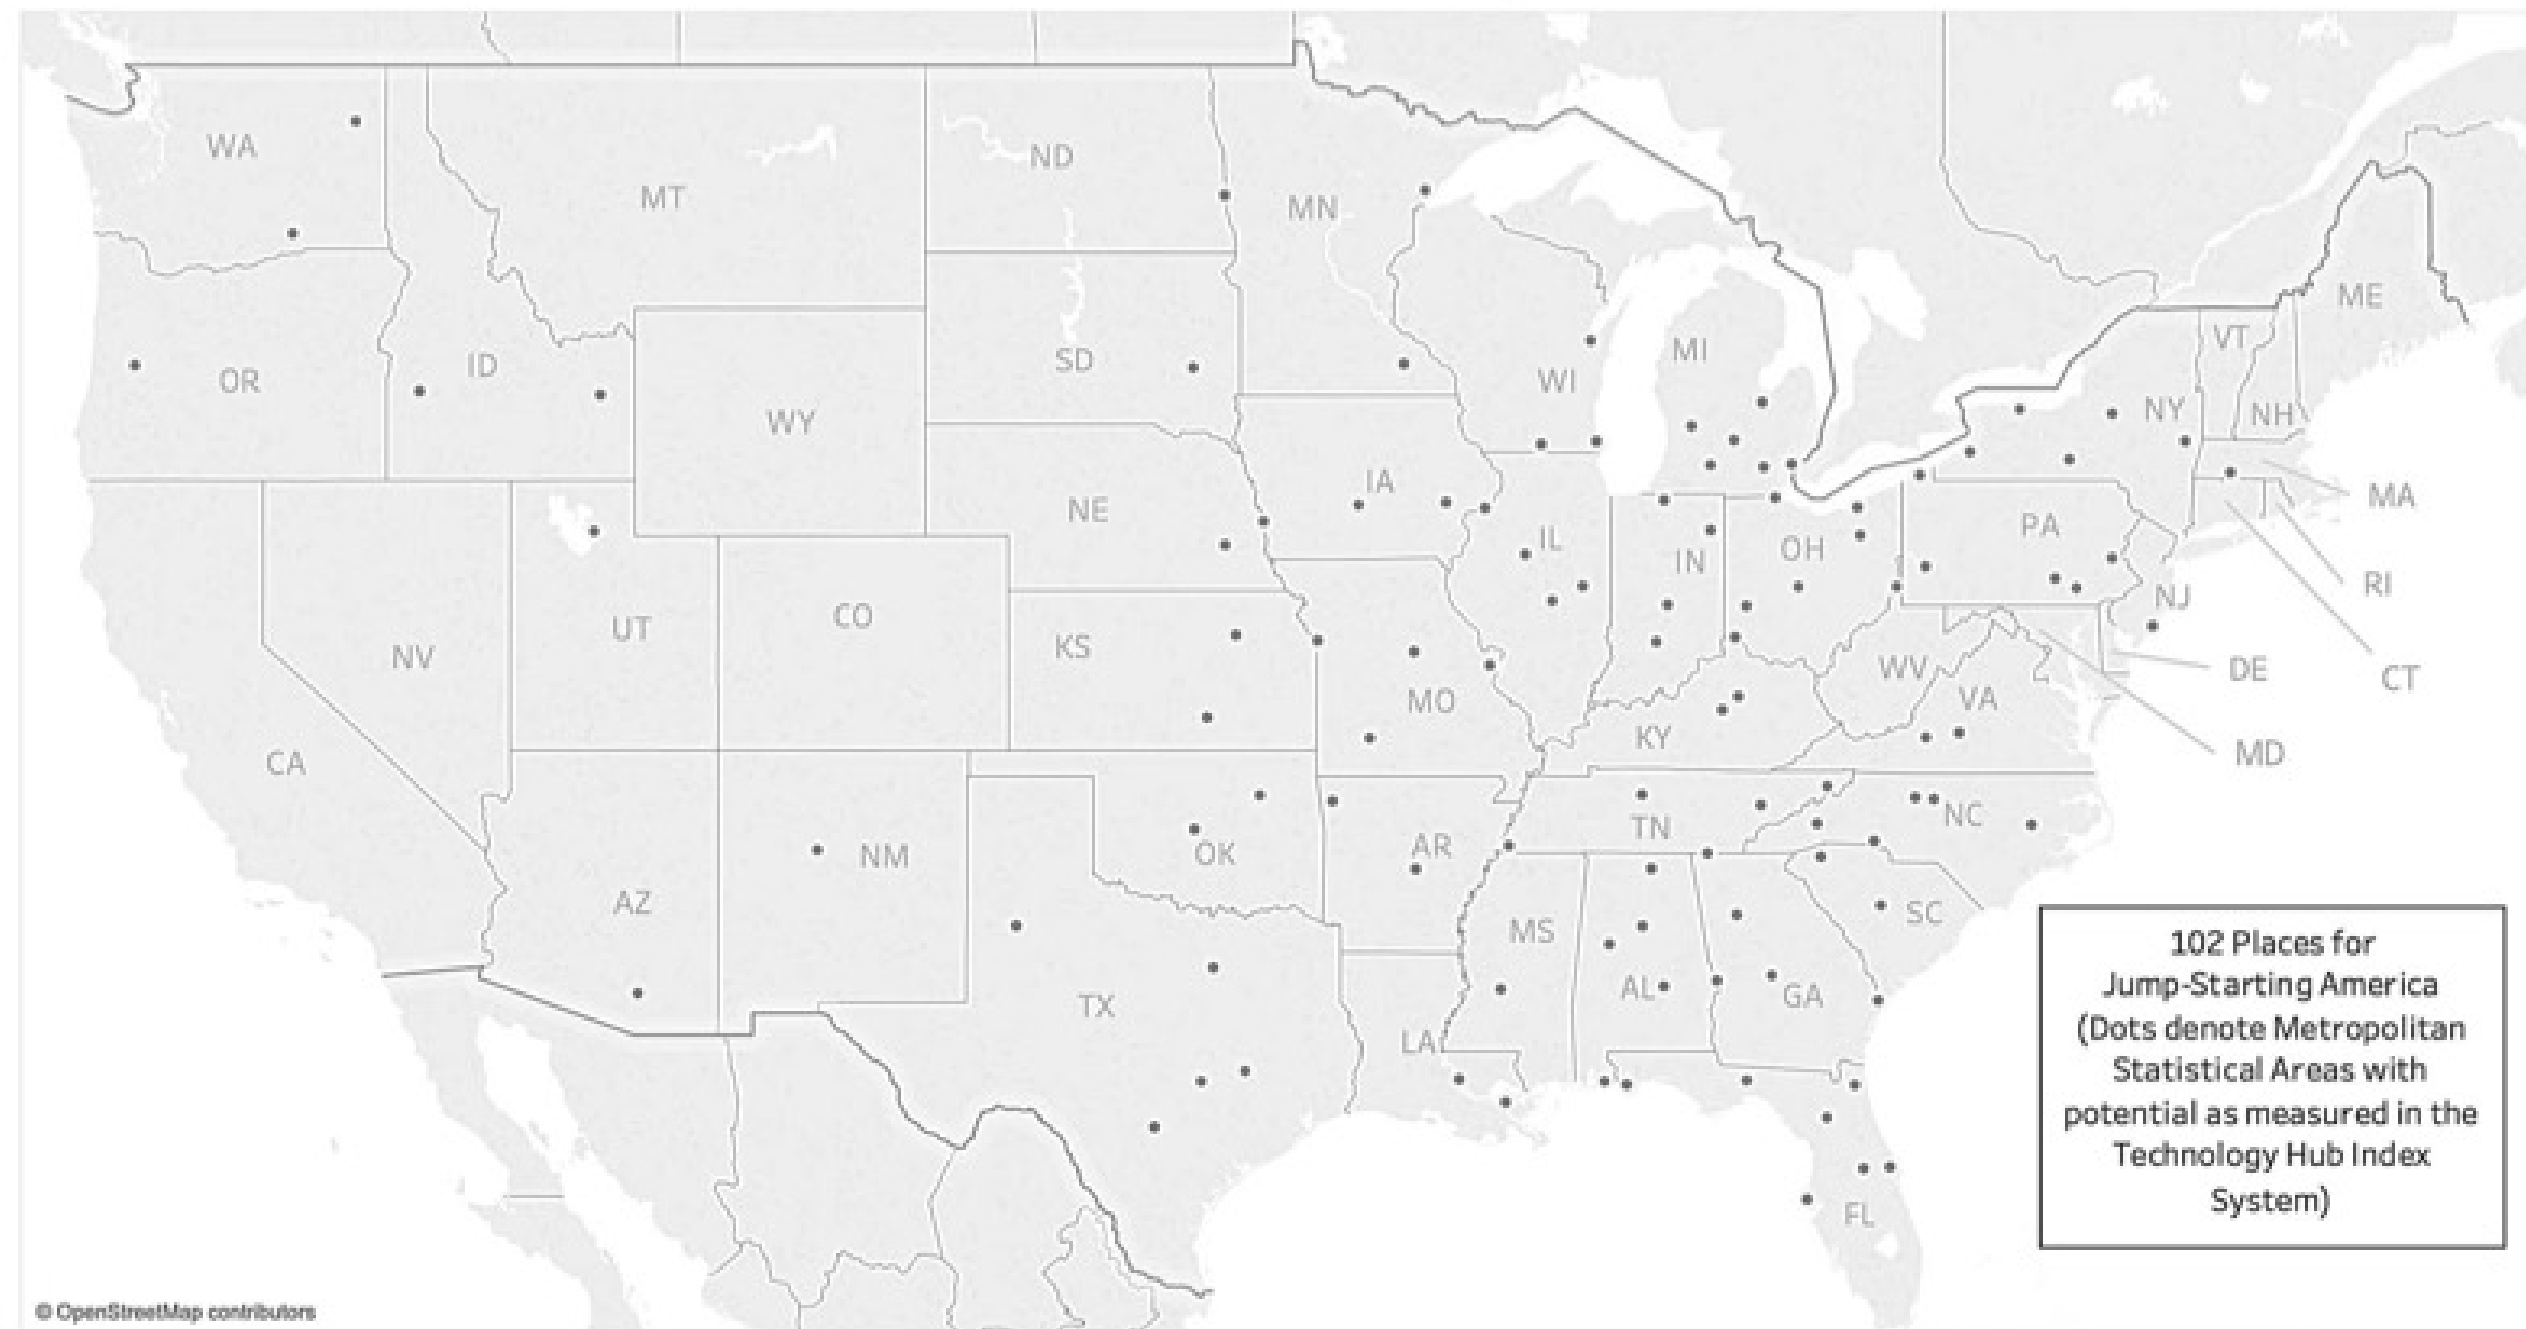 WA
MT
ND
MN
ME
VT
OR
ID
SD
WI
MI
NY
NH
WY
IA
MA
NE
IL
IN
OH
PA
RI
NJ
NV
UT
CO
KS
MO
WV
VA
DE
CT
MD
CA
KY
AZ
NM
OK
AR
TN
NC
SC
MS
AL
GA
TX
LA
FL
102 Places for
Jump-Starting America
(Dots denote Metropolitan
Statistical Areas with
potential as measured in the
Technology Hub Index
System)
© OpenStreetMap contributors